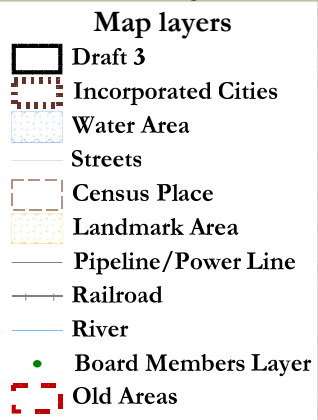 Map layers
Draft 3
Incorporated Cities
Water Area
Streets
Census Place
Landmark Area
Pipeline/Power Line
Railroad
River
Board Members Layer
Old Areas